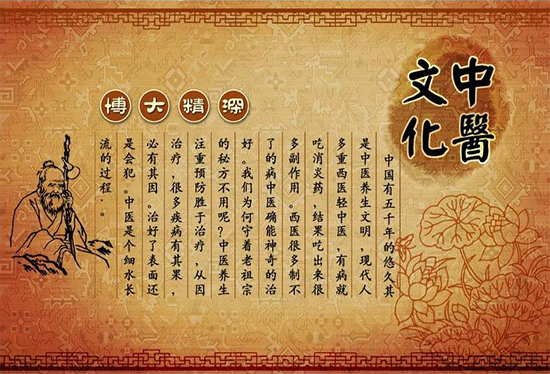 中醫
文化
博大精深
中国有五千年的悠久其
是中医养生文明，现代人
多重西医轻中医，有病就
吃消炎药，结果吃出来很
多副作用。西医很多制不
了的病中医确能神奇的治
好。我们为何守着老祖宗
的秘方不用呢？中医养生
注重预防胜于治疗，从因
治疗，很多疾病有其果，
必有其因。治好了表面还
是会犯。中医是个细水长
流的过程·。